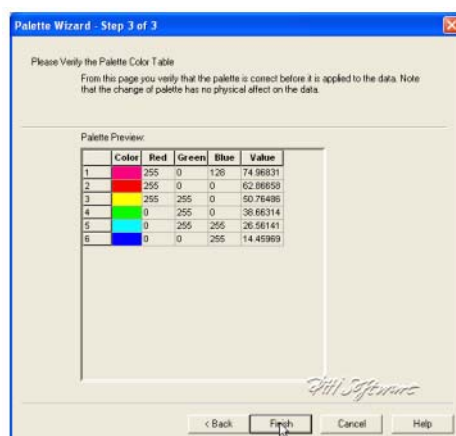 Palette Wizard - Step 3 of 3
Please Verify the Palette Color Table
From this page you verify that the palette is correct before it is applied to the data. Note
that the change of palette has no physical affect on the data.
Palette Preview:
Color Red Green Blue Value
1 255 0 128 74.96831
2 255 0 0 62.86658
3 255 255 0 50.76486
4 0 255 0 38.66314
5 0 255 255 26.56141
6 0 0 255 14.45969
DHI Software
< Back Finish Cancel Help